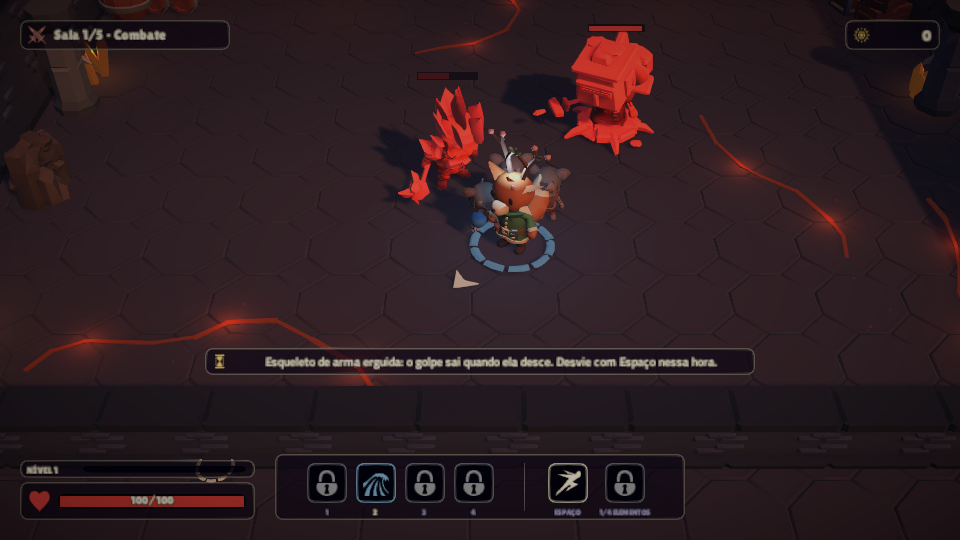 Sala 1/5 - Combate
0
Esqueleto de arma erguida: o golpe sai quando ela desce. Desvie com Espaço nessa hora.
NÍVEL 1
100/100
1 2 3 4 ESPAÇO 1/4 ELEMENTOS